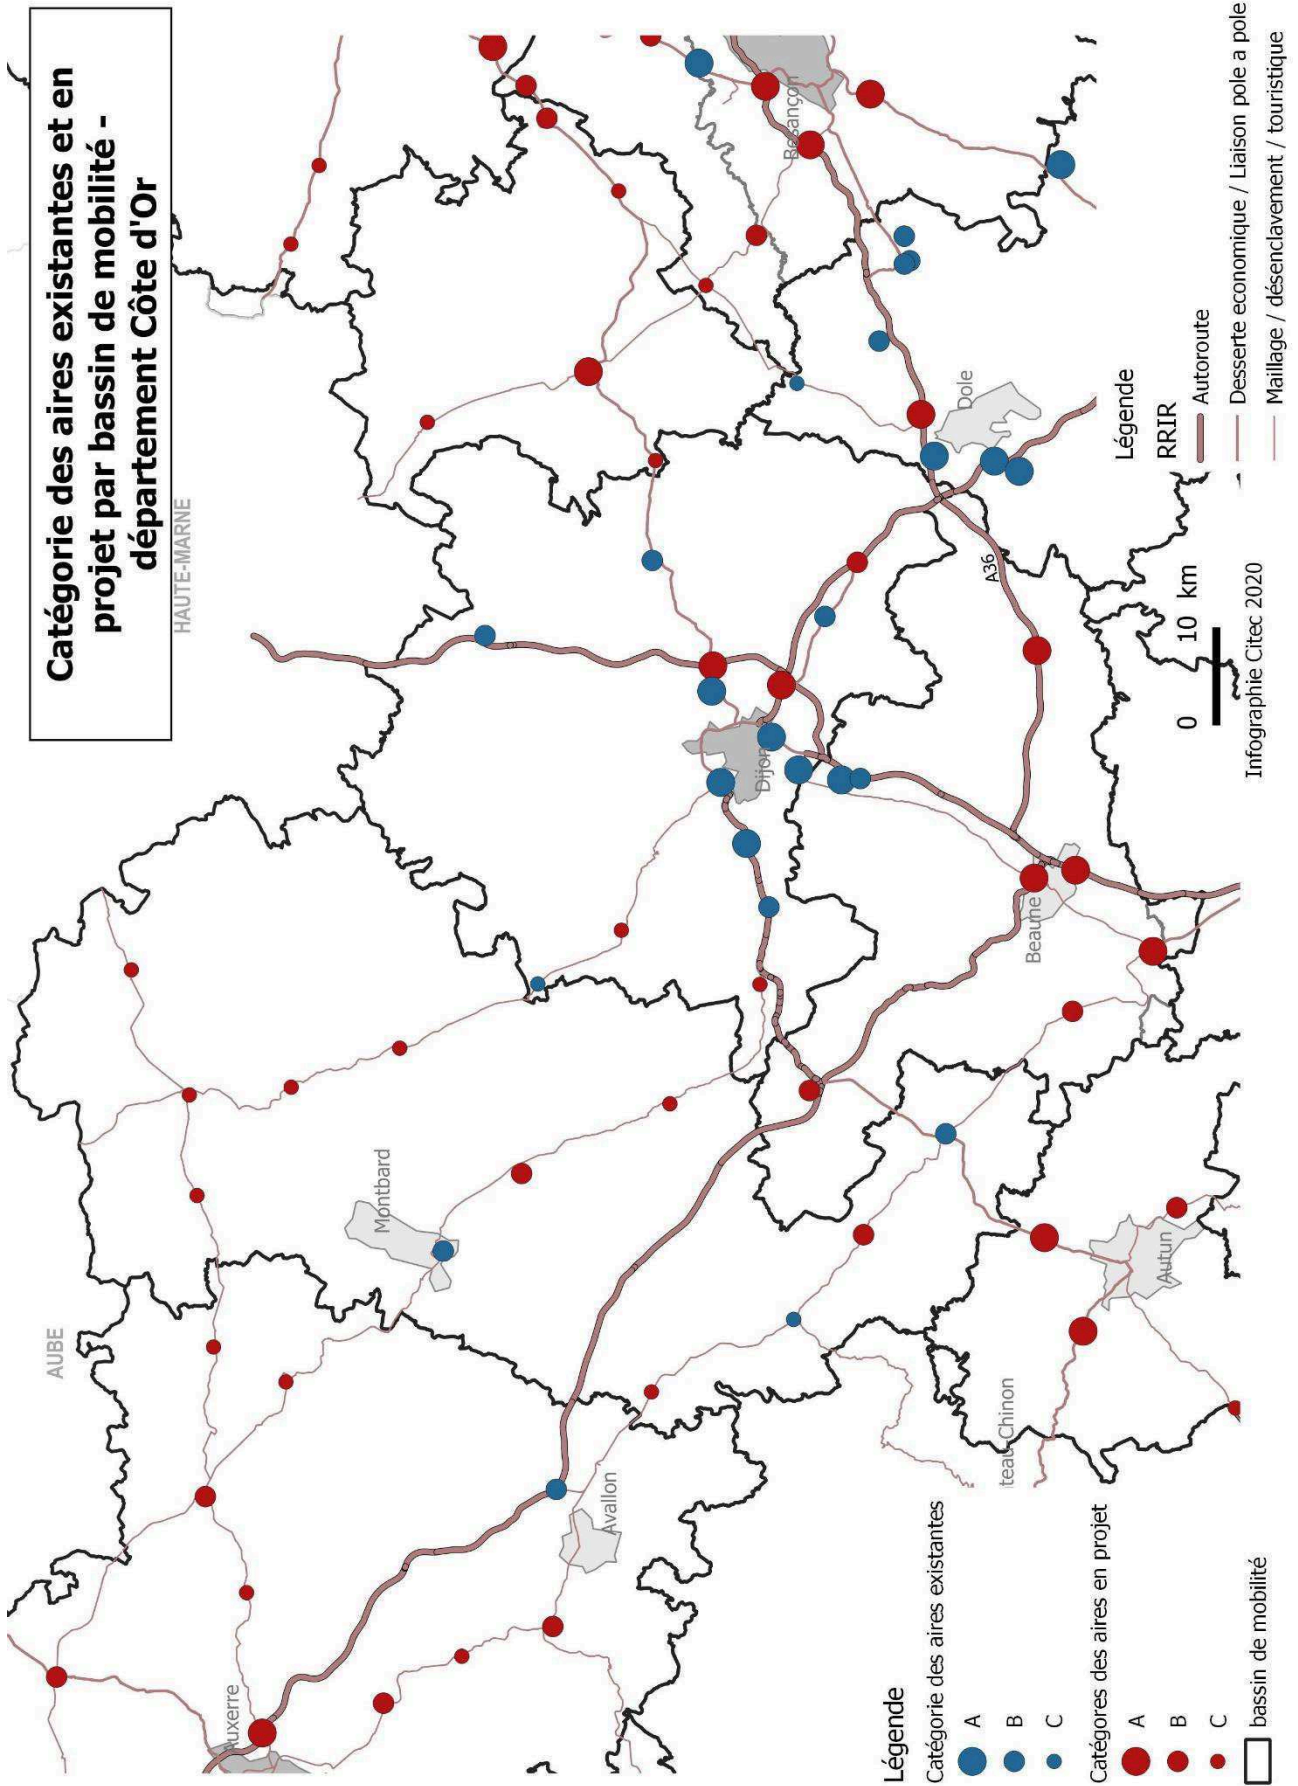 Catégorie des aires existantes et en
projet par bassin de mobilité -
département Côte d'Or
HAUTE-MARNE
AUBE
Montbard
Auxerre
Avallon
Dijon
Besançon
Dole
A36
Beaune
Autun
teau-Chinon
Légende
Catégorie des aires existantes
A
B
C
Catégores des aires en projet
A
B
C
bassin de mobilité
0 10 km
Infographie Citec 2020
Légende
RRIR
Autoroute
Desserte economique / Liaison pole a pole
Maillage / désenclavement / touristique